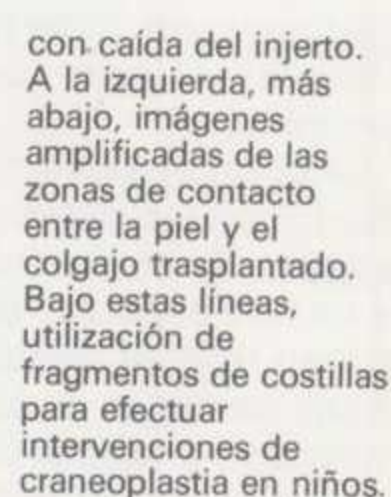 con caída del injerto.
A la izquierda, más
abajo, imágenes
amplificadas de las
zonas de contacto
entre la piel y el
colgajo trasplantado.
Bajo estas líneas,
utilización de
fragmentos de costillas
para efectuar
intervenciones de
craneoplastia en niños.